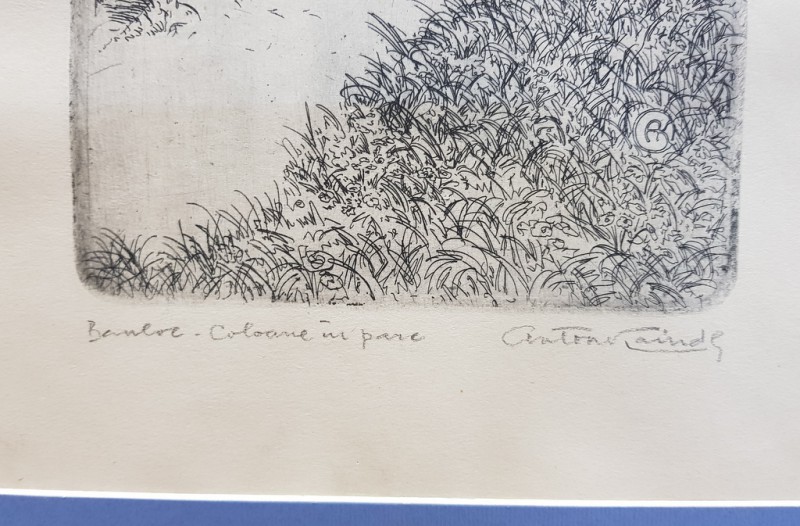 Banloc - Coloane în parc
Anton Kaindl